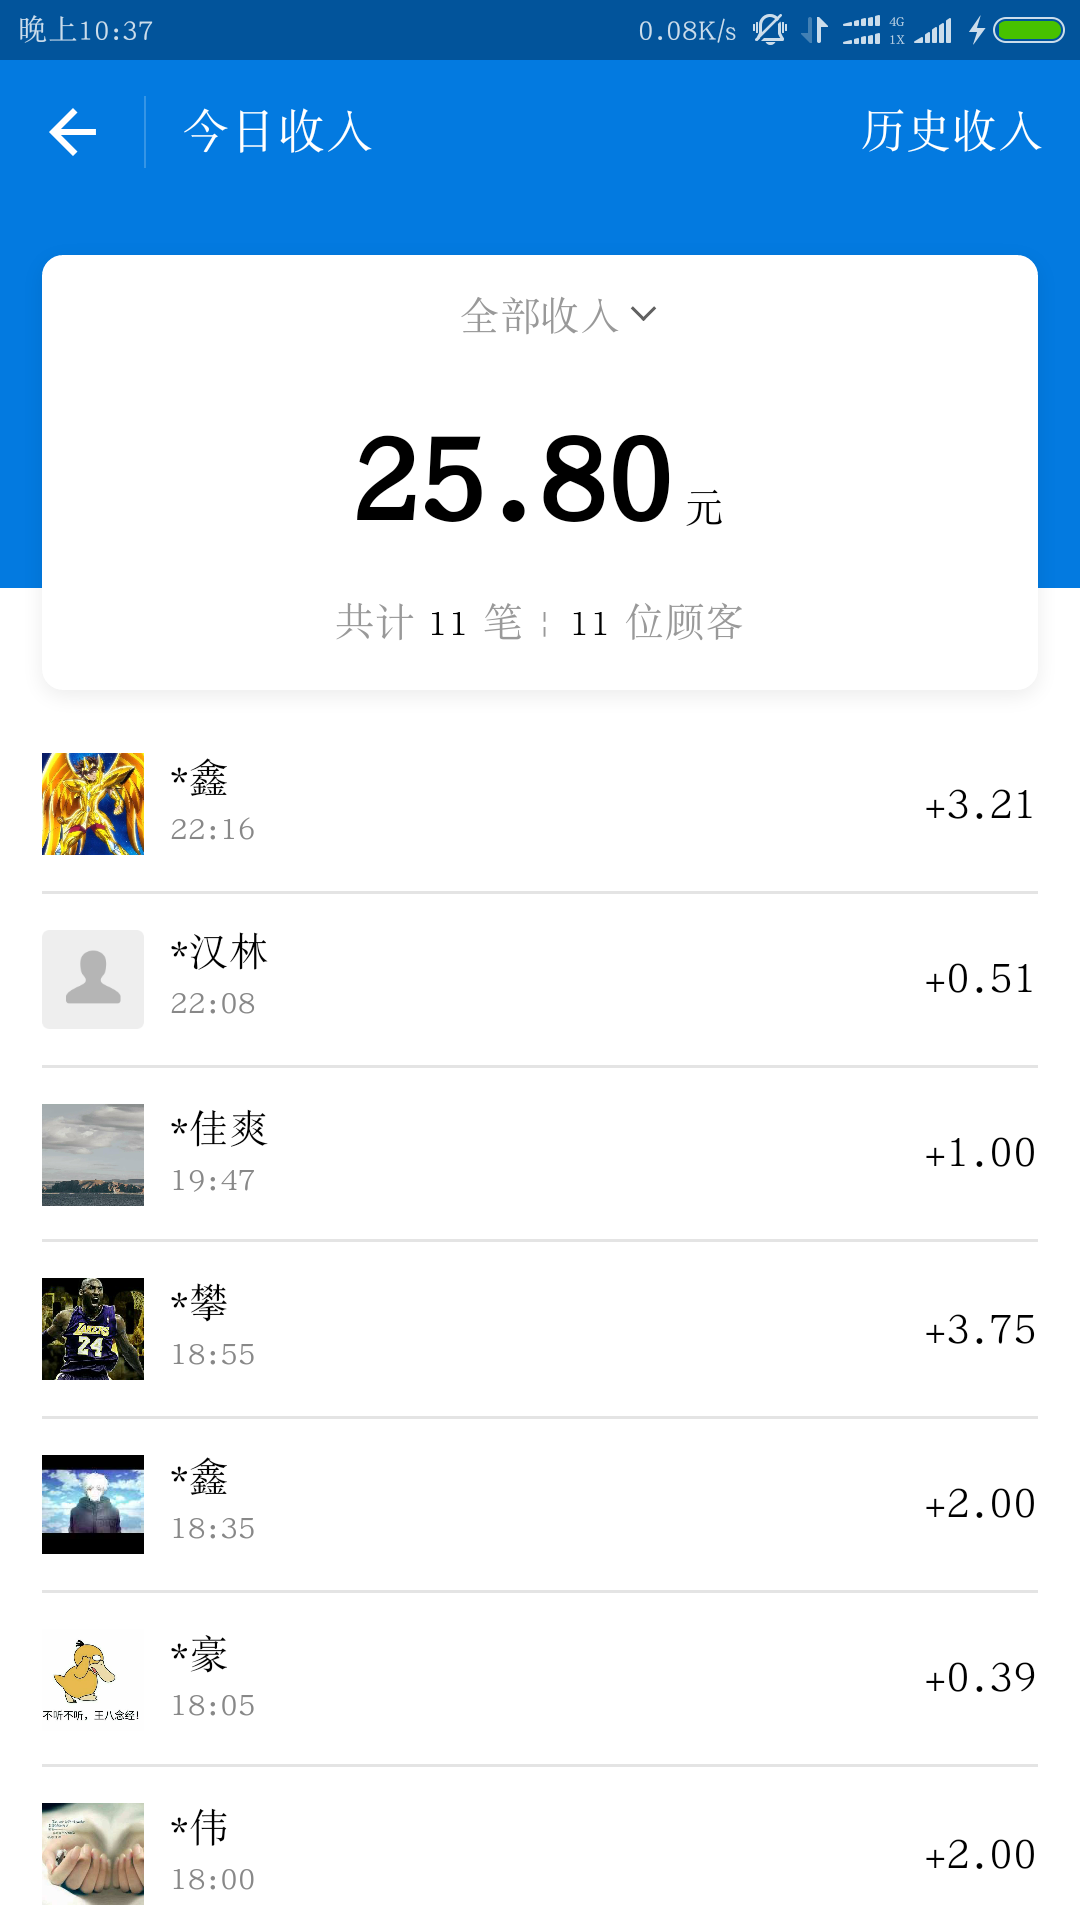 晚上10:37
0.08K/s
4G
1X
今日收入
历史收入
全部收入
25.80 元
共计 11 笔 ¦ 11 位顾客
*鑫
+3.21
22:16
*汉林
+0.51
22:08
*佳爽
+1.00
19:47
*攀
+3.75
18:55
LAKERS
24
*鑫
+2.00
18:35
*豪
+0.39
18:05
不听不听，王八念经！
*伟
+2.00
18:00